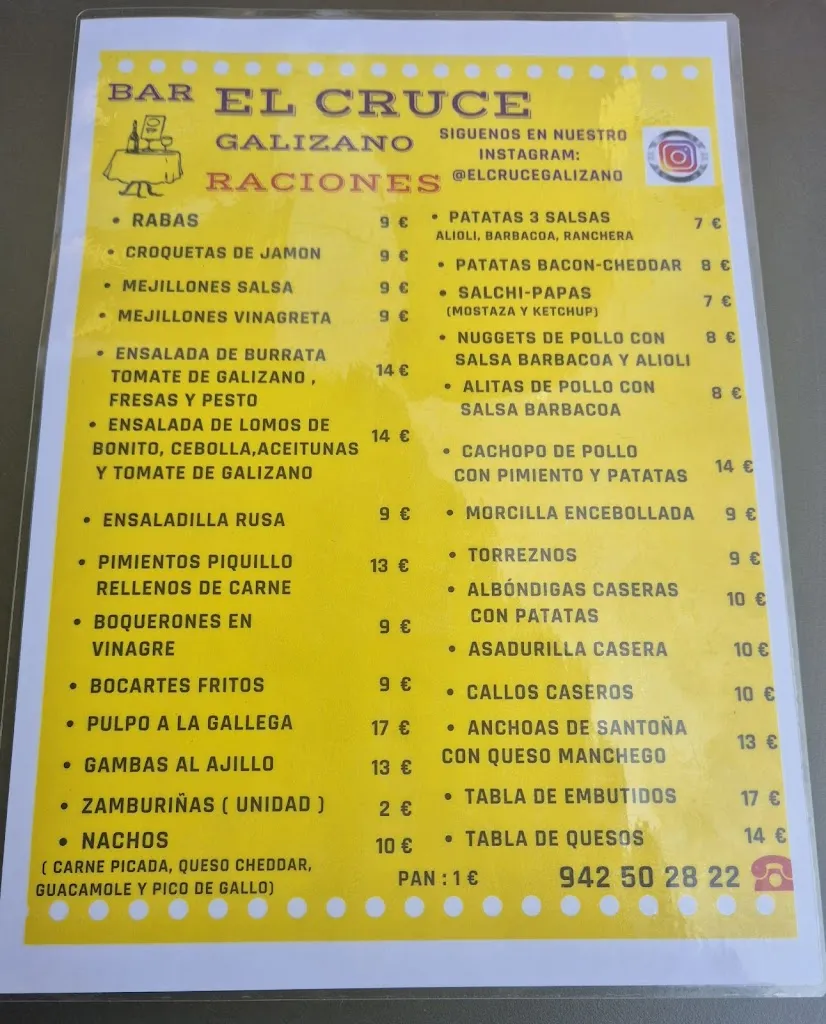 BAR EL CRUCE
GALIZANO
RACIONES
SIGUENOS EN NUESTRO
INSTAGRAM:
@ELCRUCEGALIZANO
• RABAS 9 €
• CROQUETAS DE JAMON 9 €
• MEJILLONES SALSA 9 €
• MEJILLONES VINAGRETA 9 €
• ENSALADA DE BURRATA
TOMATE DE GALIZANO , 14 €
FRESAS Y PESTO
• ENSALADA DE LOMOS DE
BONITO, CEBOLLA,ACEITUNAS 14 €
Y TOMATE DE GALIZANO
• ENSALADILLA RUSA 9 €
• PIMIENTOS PIQUILLO 13 €
RELLENOS DE CARNE
• BOQUERONES EN 9 €
VINAGRE
• BOCARTES FRITOS 9 €
• PULPO A LA GALLEGA 17 €
• GAMBAS AL AJILLO 13 €
• ZAMBURIÑAS ( UNIDAD ) 2 €
• NACHOS 10 €
( CARNE PICADA, QUESO CHEDDAR,
GUACAMOLE Y PICO DE GALLO)
• PATATAS 3 SALSAS 7 €
ALIOLI, BARBACOA, RANCHERA
• PATATAS BACON-CHEDDAR 8 €
• SALCHI-PAPAS 7 €
(MOSTAZA Y KETCHUP)
• NUGGETS DE POLLO CON 8 €
SALSA BARBACOA Y ALIOLI
• ALITAS DE POLLO CON 8 €
SALSA BARBACOA
• CACHOPO DE POLLO
CON PIMIENTO Y PATATAS 14 €
• MORCILLA ENCEBOLLADA 9 €
• TORREZNOS 9 €
• ALBÓNDIGAS CASERAS 10 €
CON PATATAS
• ASADURILLA CASERA 10 €
• CALLOS CASEROS 10 €
• ANCHOAS DE SANTOÑA 13 €
CON QUESO MANCHEGO
• TABLA DE EMBUTIDOS 17 €
• TABLA DE QUESOS 14 €
PAN : 1 €
942 50 28 22